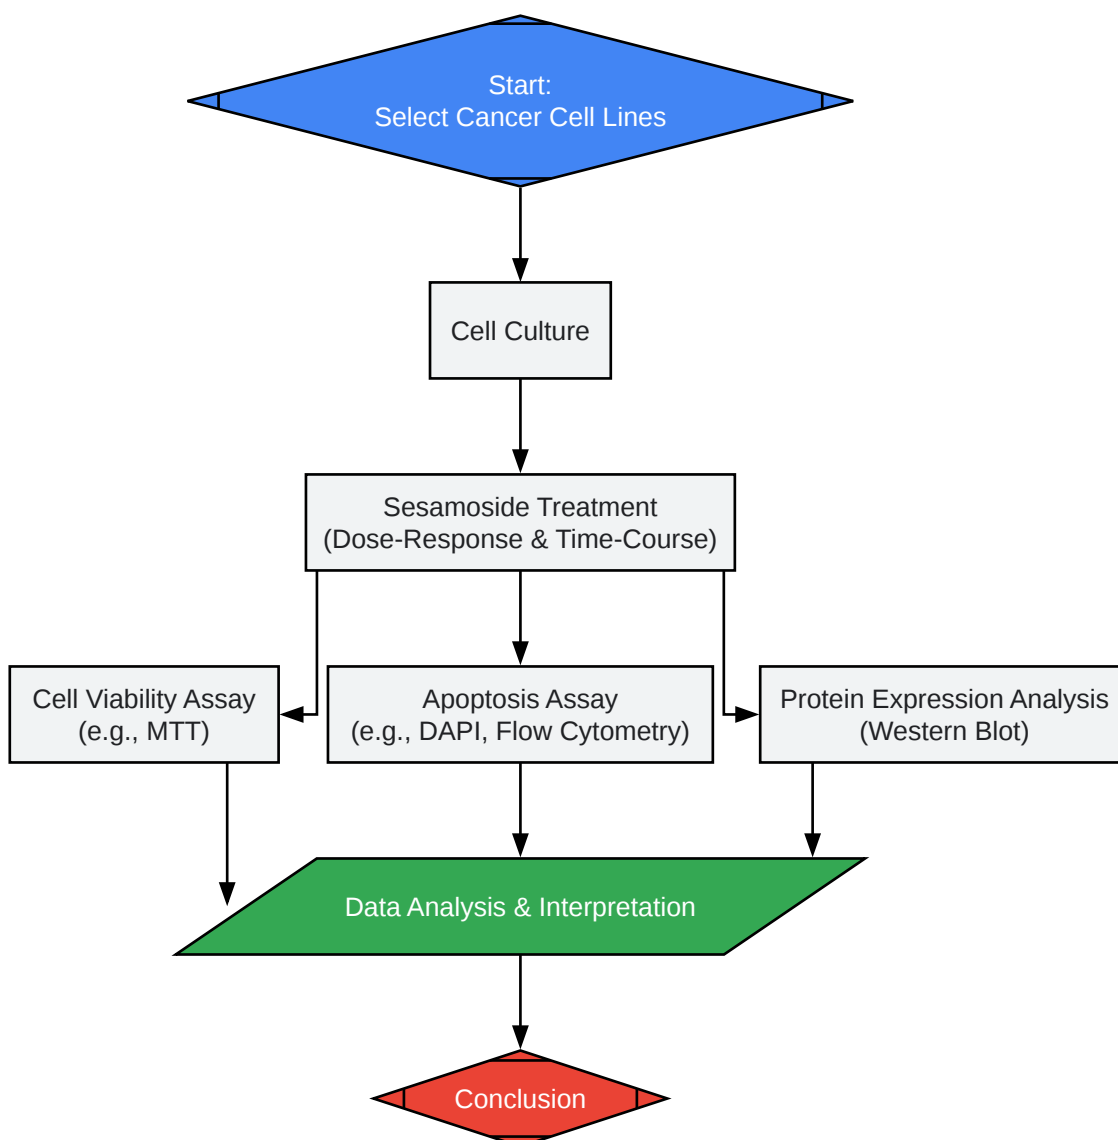 Start:
Select Cancer Cell Lines
Cell Culture
Sesamoside Treatment
(Dose-Response & Time-Course)
Cell Viability Assay
(e.g., MTT)
Apoptosis Assay
(e.g., DAPI, Flow Cytometry)
Protein Expression Analysis
(Western Blot)
Data Analysis & Interpretation
Conclusion